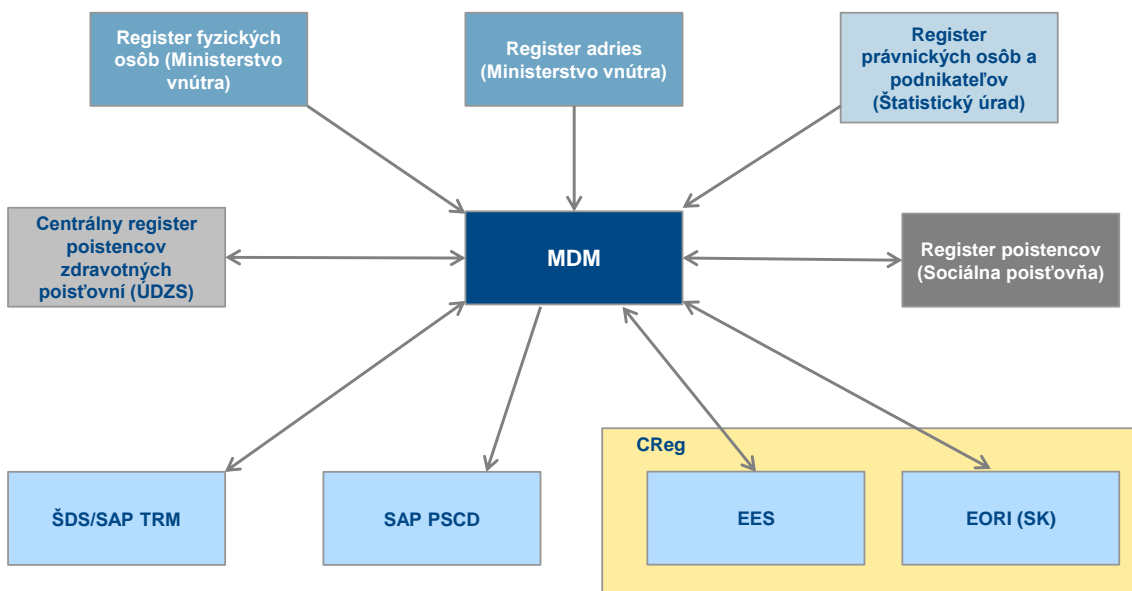 Register fyzických
osôb (Ministerstvo
vnútra)
Register adries
(Ministerstvo vnútra)
Register
právnických osôb a
podnikateľov
(Štatistický úrad)
Centrálny register
poistencov
zdravotných
poisťovní (ÚDZS)
MDM
Register poistencov
(Sociálna poisťovňa)
CReg
ŠDS/SAP TRM
SAP PSCD
EES
EORI (SK)